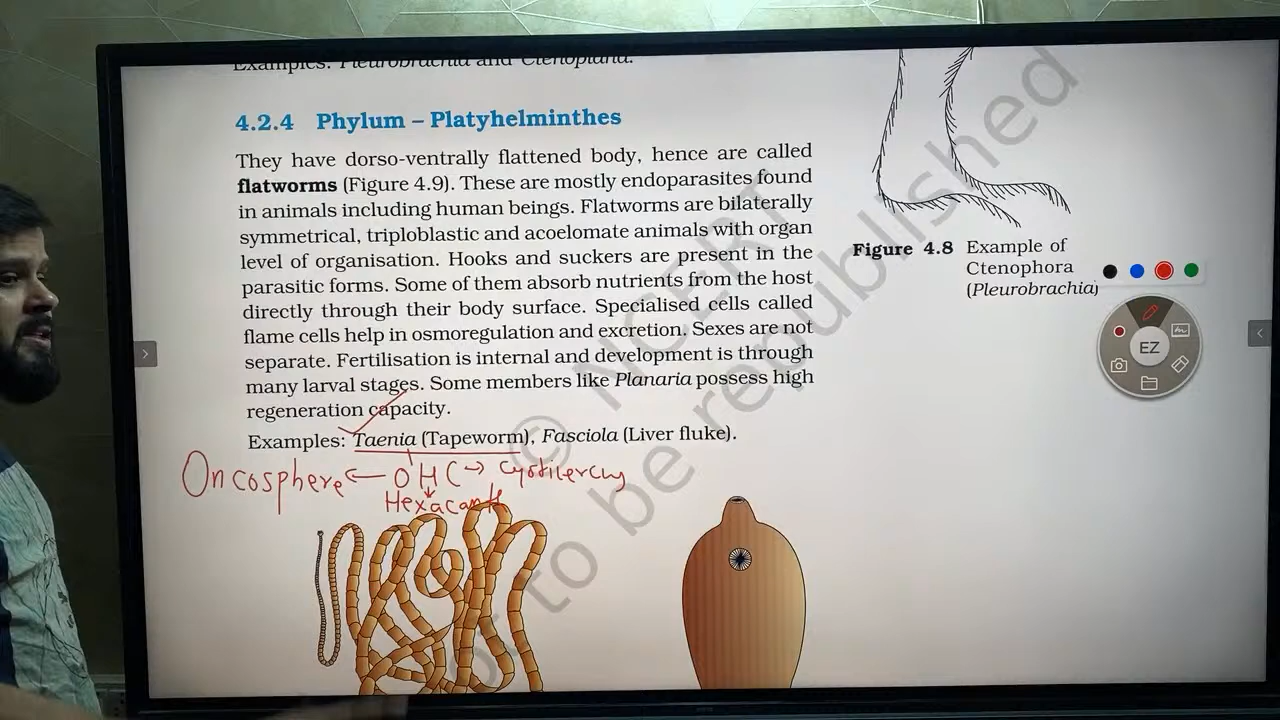 Examples: Pleurobrachia and Ctenoplana.
4.2.4 Phylum – Platyhelminthes
They have dorso-ventrally flattened body, hence are called
flatworms (Figure 4.9). These are mostly endoparasites found
in animals including human beings. Flatworms are bilaterally
symmetrical, triploblastic and acoelomate animals with organ
level of organisation. Hooks and suckers are present in the
parasitic forms. Some of them absorb nutrients from the host
directly through their body surface. Specialised cells called
flame cells help in osmoregulation and excretion. Sexes are not
separate. Fertilisation is internal and development is through
many larval stages. Some members like Planaria possess high
regeneration capacity.
Examples: Taenia (Tapeworm), Fasciola (Liver fluke).
Oncosphere ← OHC →
Hexacanth
Figure 4.8 Example of
Ctenophora
(Pleurobrachia)
EZ
© NCERT
not to be republished